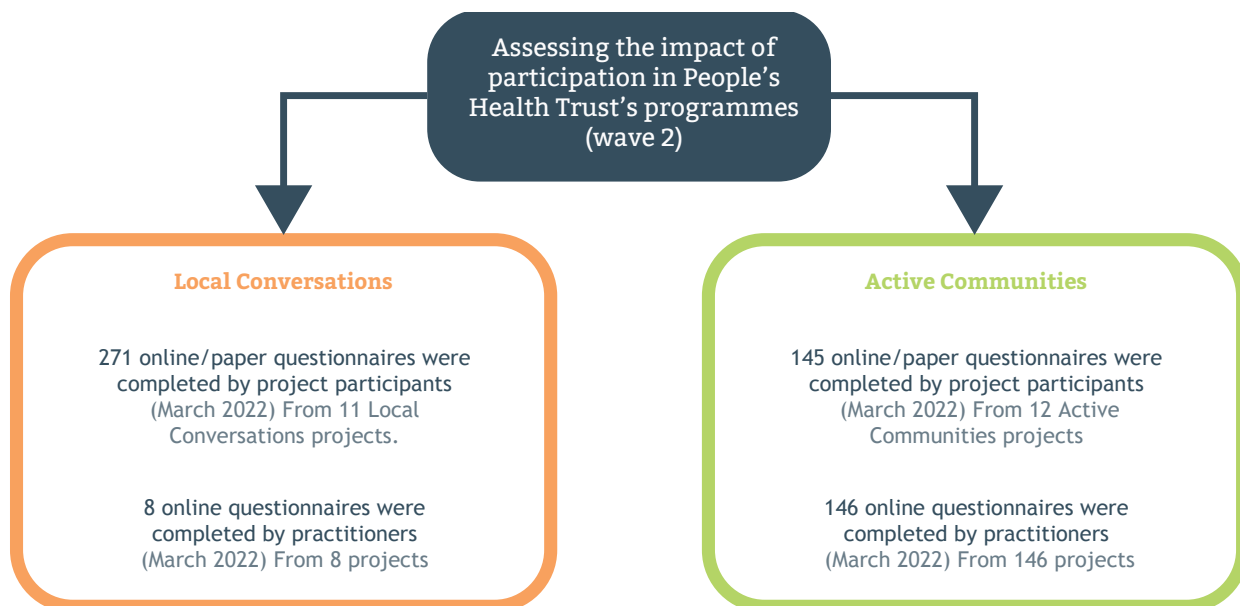 Assessing the impact of
participation in People’s
Health Trust’s programmes
(wave 2)
Local Conversations
271 online/paper questionnaires were
completed by project participants
(March 2022) From 11 Local
Conversations projects.
8 online questionnaires were
completed by practitioners
(March 2022) From 8 projects
Active Communities
145 online/paper questionnaires were
completed by project participants
(March 2022) From 12 Active
Communities projects
146 online questionnaires were
completed by practitioners
(March 2022) From 146 projects